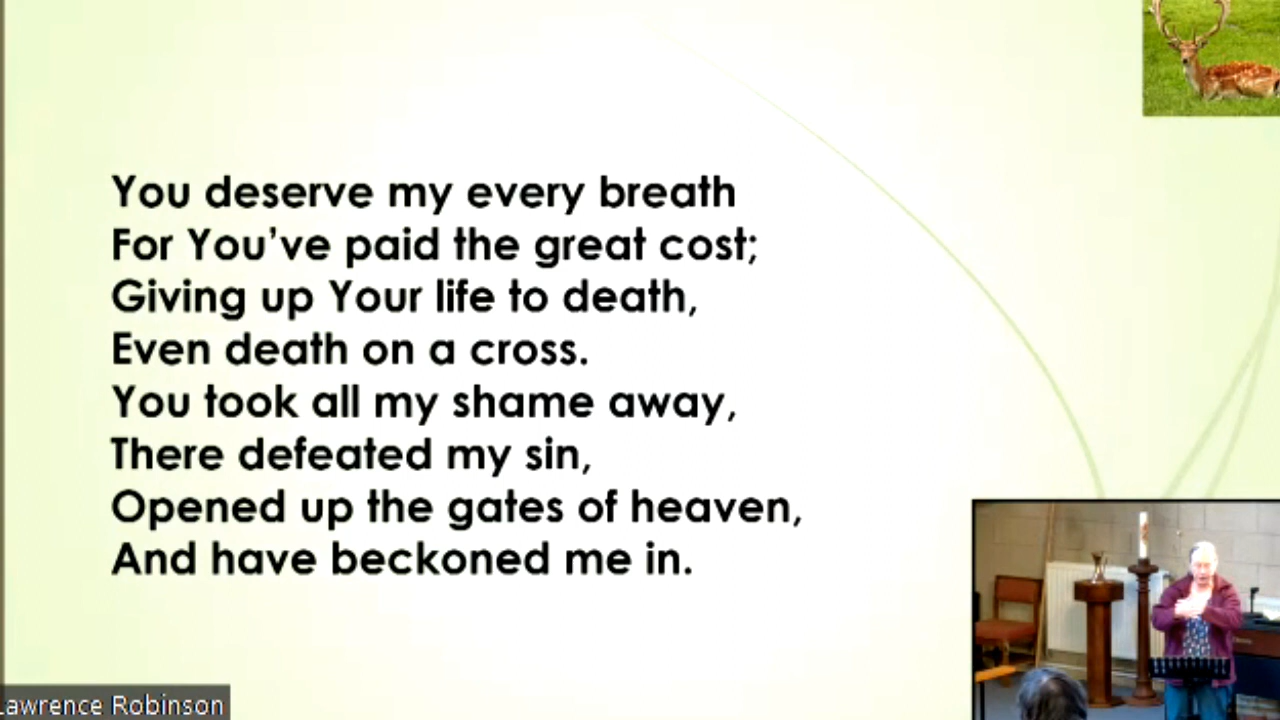 You deserve my every breath
For You've paid the great cost;
Giving up Your life to death,
Even death on a cross.
You took all my shame away,
There defeated my sin,
Opened up the gates of heaven,
And have beckoned me in.
Lawrence Robinson